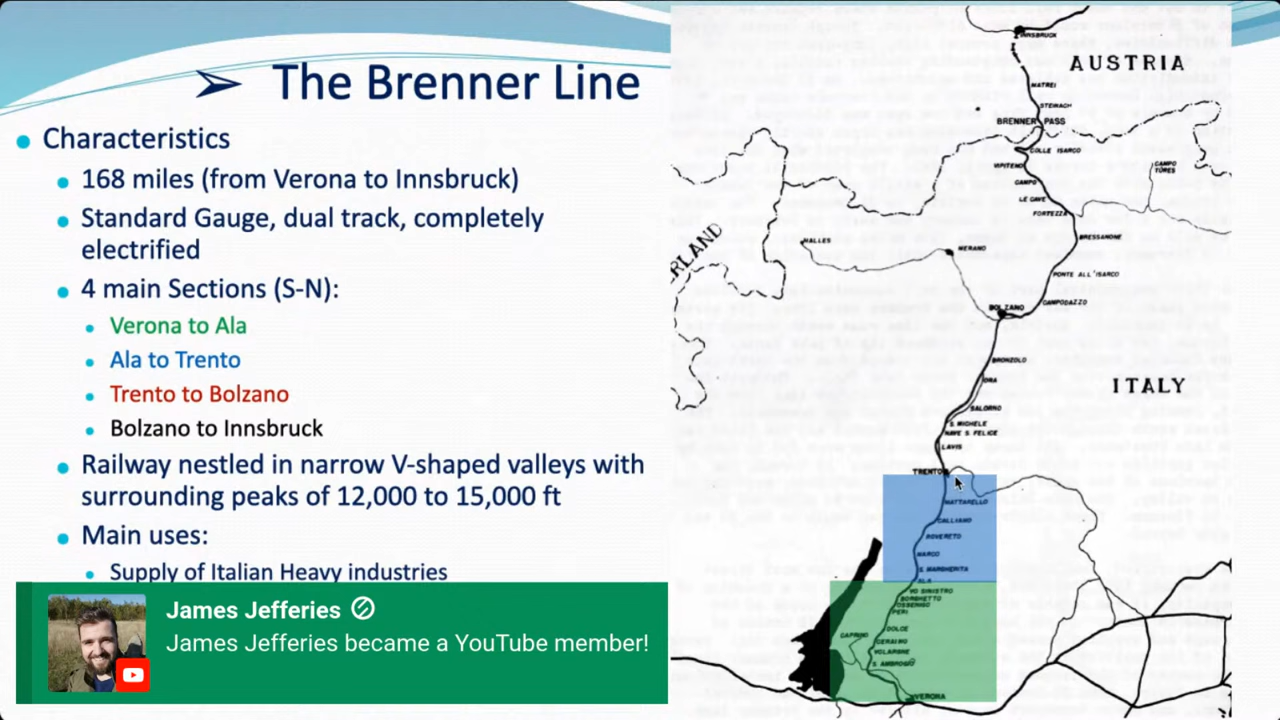 The Brenner Line
Characteristics
168 miles (from Verona to Innsbruck)
Standard Gauge, dual track, completely
electrified
4 main Sections (S-N):
Verona to Ala
Ala to Trento
Trento to Bolzano
Bolzano to Innsbruck
Railway nestled in narrow V-shaped valleys with
surrounding peaks of 12,000 to 15,000 ft
Main uses:
Supply of Italian Heavy industries
James Jefferies
James Jefferies became a YouTube member!
INNSBRUCK
AUSTRIA
MATREI
STEINACH
BRENNER PASS
COLLE ISARCO
VIPITENO
CAMPO
TURES
CAMPO
LE CAVE
FORTEZZA
BRESSANONE
MALLES
MERANO
ERLAND
PONTE ALL'ISARCO
CAMPODAZZO
BOLZANO
BRONZOLO
ORA
ITALY
SALORNO
S. MICHELE
NAVE S. FELICE
LAVIS
TRENTO
MATTARELLO
CALLIANO
ROVERETO
MARCO
S. MARGHERITA
ALA
VO SINISTRO
BORGHETTO
OSSENIGO
PERI
DOLCE
CAPRINO
CERAINO
VOLARGNE
S. AMBROGIO
VERONA